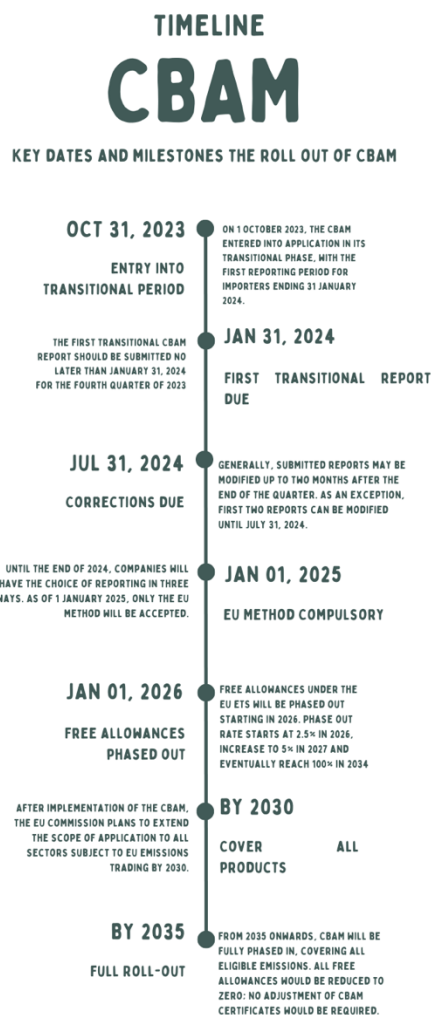 TIMELINE
CBAM
KEY DATES AND MILESTONES THE ROLL OUT OF CBAM
OCT 31, 2023
ENTRY INTO
TRANSITIONAL PERIOD
ON 1 OCTOBER 2023, THE CBAM
ENTERED INTO APPLICATION IN ITS
TRANSITIONAL PHASE, WITH THE
FIRST REPORTING PERIOD FOR
IMPORTERS ENDING 31 JANUARY
2024.
JAN 31, 2024
FIRST TRANSITIONAL REPORT
DUE
THE FIRST TRANSITIONAL CBAM
REPORT SHOULD BE SUBMITTED NO
LATER THAN JANUARY 31, 2024
FOR THE FOURTH QUARTER OF 2023
JUL 31, 2024
CORRECTIONS DUE
GENERALLY, SUBMITTED REPORTS MAY BE
MODIFIED UP TO TWO MONTHS AFTER THE
END OF THE QUARTER. AS AN EXCEPTION,
FIRST TWO REPORTS CAN BE MODIFIED
UNTIL JULY 31, 2024.
JAN 01, 2025
EU METHOD COMPULSORY
UNTIL THE END OF 2024, COMPANIES WILL
HAVE THE CHOICE OF REPORTING IN THREE
WAYS. AS OF 1 JANUARY 2025, ONLY THE EU
METHOD WILL BE ACCEPTED.
JAN 01, 2026
FREE ALLOWANCES
PHASED OUT
FREE ALLOWANCES UNDER THE
EU ETS WILL BE PHASED OUT
STARTING IN 2026. PHASE OUT
RATE STARTS AT 2.5% IN 2026,
INCREASE TO 5% IN 2027 AND
EVENTUALLY REACH 100% IN 2034
BY 2030
COVER ALL
PRODUCTS
AFTER IMPLEMENTATION OF THE CBAM,
THE EU COMMISSION PLANS TO EXTEND
THE SCOPE OF APPLICATION TO ALL
SECTORS SUBJECT TO EU EMISSIONS
TRADING BY 2030.
BY 2035
FULL ROLL-OUT
FROM 2035 ONWARDS, CBAM WILL BE
FULLY PHASED IN, COVERING ALL
ELIGIBLE EMISSIONS. ALL FREE
ALLOWANCES WOULD BE REDUCED TO
ZERO: NO ADJUSTMENT OF CBAM
CERTIFICATES WOULD BE REQUIRED.